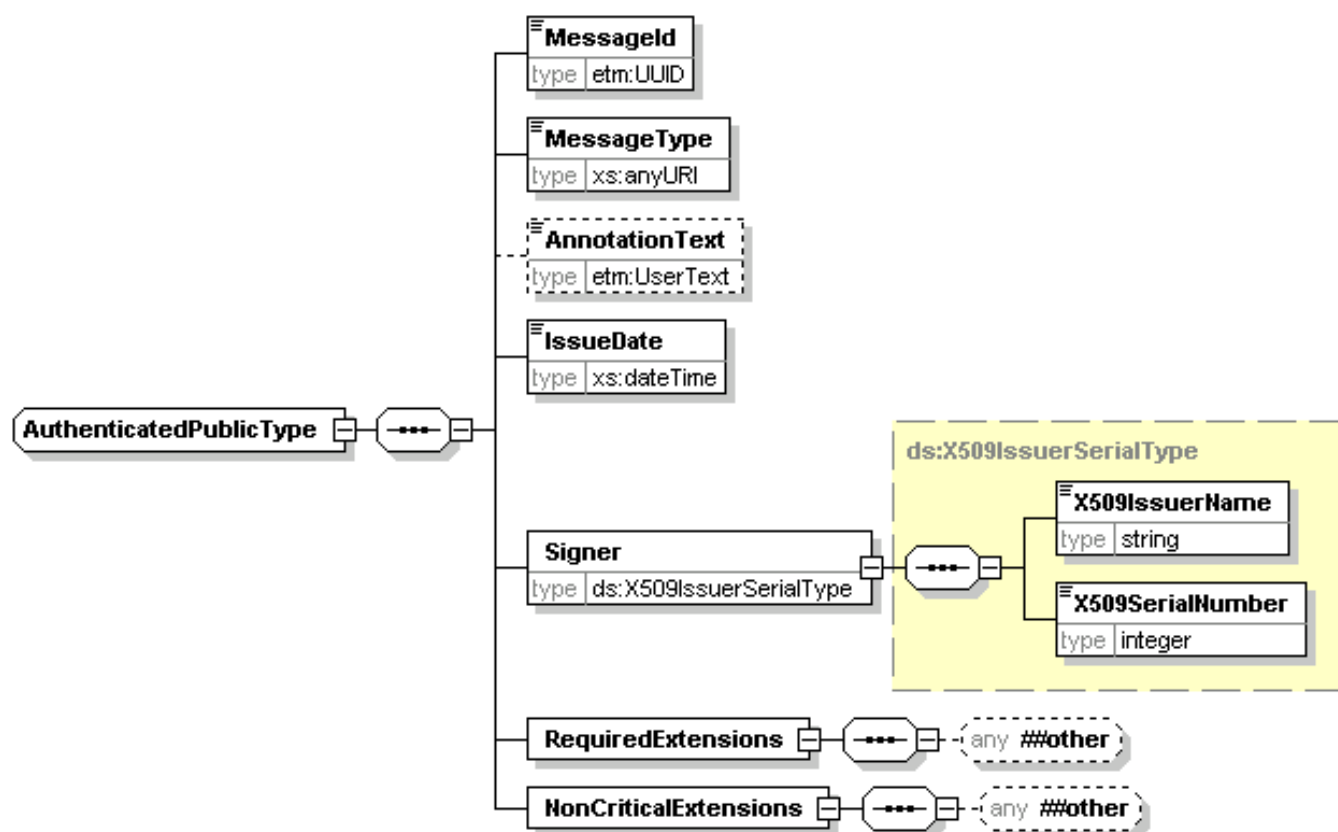 MessageId
type etm:UUID
MessageType
type xs:anyURI
AnnotationText
type etm:UserText
IssueDate
type xs:dateTime
AuthenticatedPublicType
ds:X509IssuerSerialType
X509IssuerName
type string
Signer
type ds:X509IssuerSerialType
X509SerialNumber
type integer
RequiredExtensions
any ##other
NonCriticalExtensions
any ##other